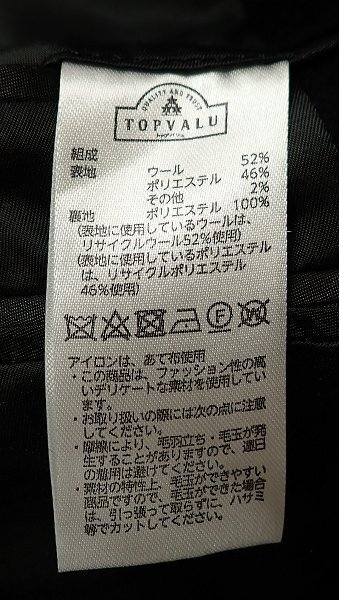 QUALITY AND TRUST
TOPVALU
トップバリュ
組成
表地 ウール 52%
ポリエステル 46%
その他 2%
裏地 ポリエステル 100%
(表地に使用しているウールは、
リサイクルウール52%使用)
(表地に使用しているポリエステル
は、リサイクルポリエステル
46%使用)
アイロンは、あて布使用
・この商品は、ファッション性の高
いデリケートな素材を使用してい
ます。
・お取り扱いの際には次の点に注意
してください。
・摩擦により、毛羽立ち・毛玉が発
生することがありますので、連日
の着用は避けてください。
・素材の特性上、毛玉ができやすい
商品ですので、毛玉ができた場合
は、引っ張って取らずに、ハサミ
等でカットしてください。